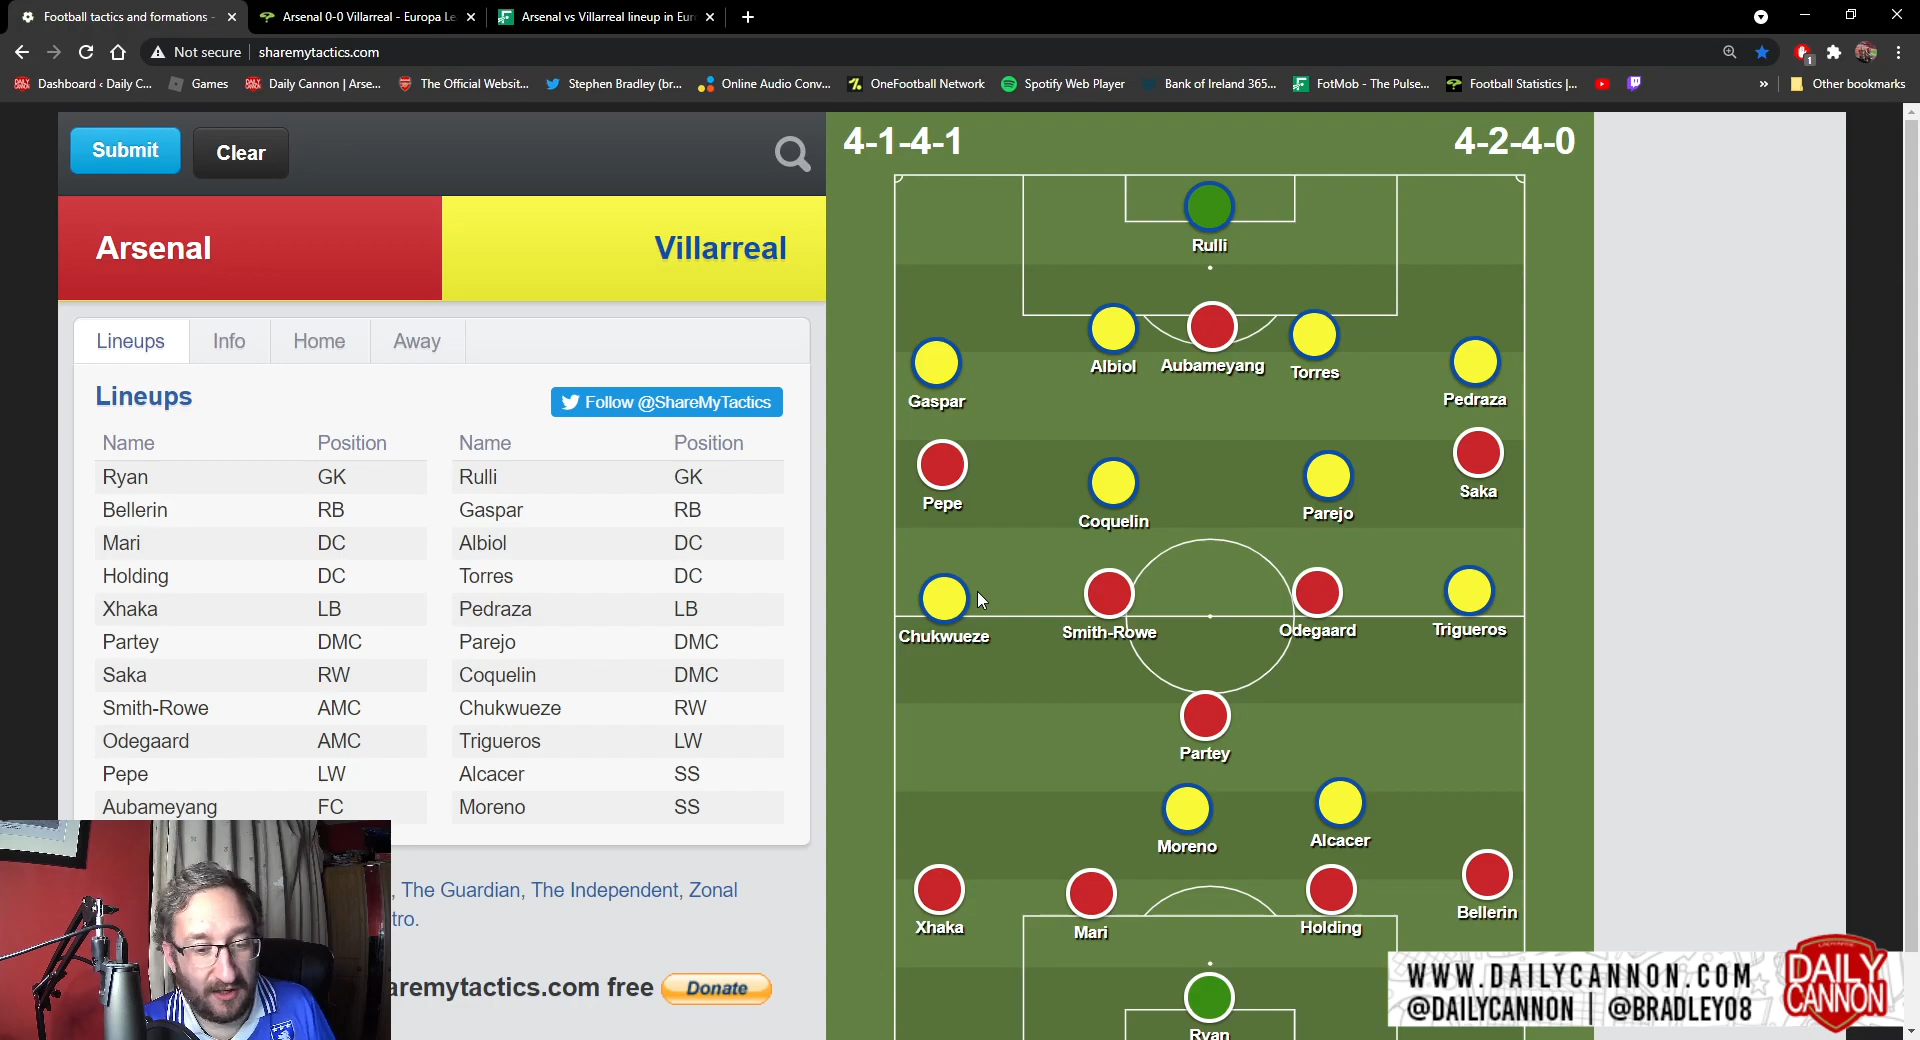 Football tactics and formations -
Arsenal 0-0 Villarreal - Europa Le
Arsenal vs Villarreal lineup in Eur
Not secure
sharemytactics.com
1
Dashboard ‹ Daily C...
Games
Daily Cannon | Arse...
The Official Websit...
Stephen Bradley (br...
Online Audio Conv...
OneFootball Network
Spotify Web Player
Bank of Ireland 365...
FotMob - The Pulse...
Football Statistics |...
»
Other bookmarks
Submit
Clear
4-1-4-1
4-2-4-0
Arsenal
Villarreal
Lineups
Info
Home
Away
Lineups
Follow @ShareMyTactics
Name Position Name Position
Ryan GK Rulli GK
Bellerin RB Gaspar RB
Mari DC Albiol DC
Holding DC Torres DC
Xhaka LB Pedraza LB
Partey DMC Parejo DMC
Saka RW Coquelin DMC
Smith-Rowe AMC Chukwueze RW
Odegaard AMC Trigueros LW
Pepe LW Alcacer SS
Aubameyang FC Moreno SS
, The Guardian, The Independent, Zonal
tro.
aremytactics.com free
Donate
Rulli
Albiol
Aubameyang
Torres
Gaspar
Pedraza
Pepe
Coquelin
Parejo
Saka
Chukwueze
Smith-Rowe
Odegaard
Trigueros
Partey
Moreno
Alcacer
Xhaka
Mari
Holding
Bellerin
Ryan
WWW.DAILYCANNON.COM
@DAILYCANNON | @BRADLEY08
DAILY
CANNON